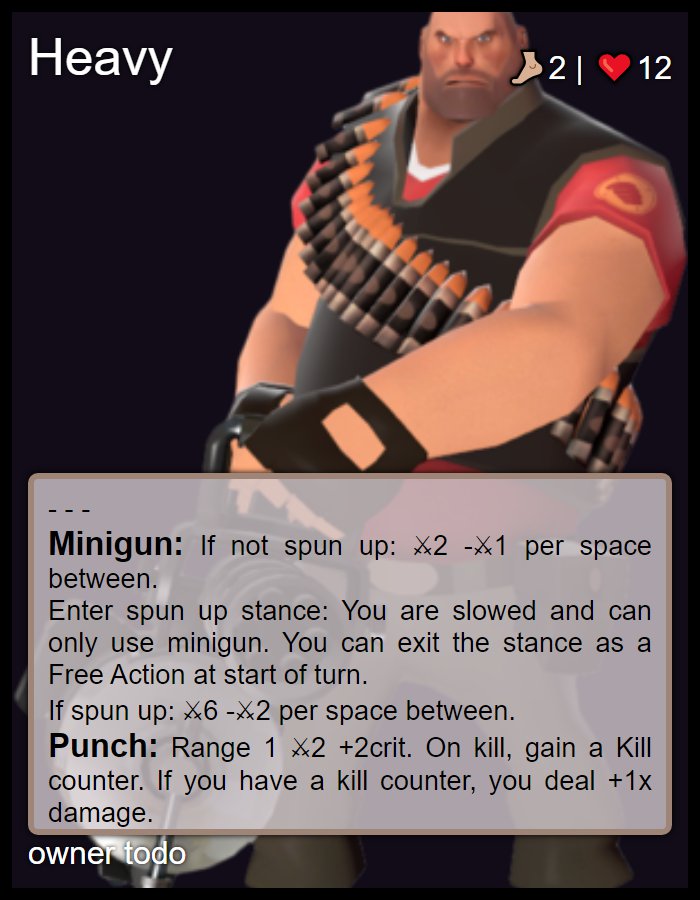 Heavy
🦶2 | ❤️12
- - -
Minigun: If not spun up: ⚔2 -⚔1 per space
between.
Enter spun up stance: You are slowed and can
only use minigun. You can exit the stance as a
Free Action at start of turn.
If spun up: ⚔6 -⚔2 per space between.
Punch: Range 1 ⚔2 +2crit. On kill, gain a Kill
counter. If you have a kill counter, you deal +1x
damage.
owner todo